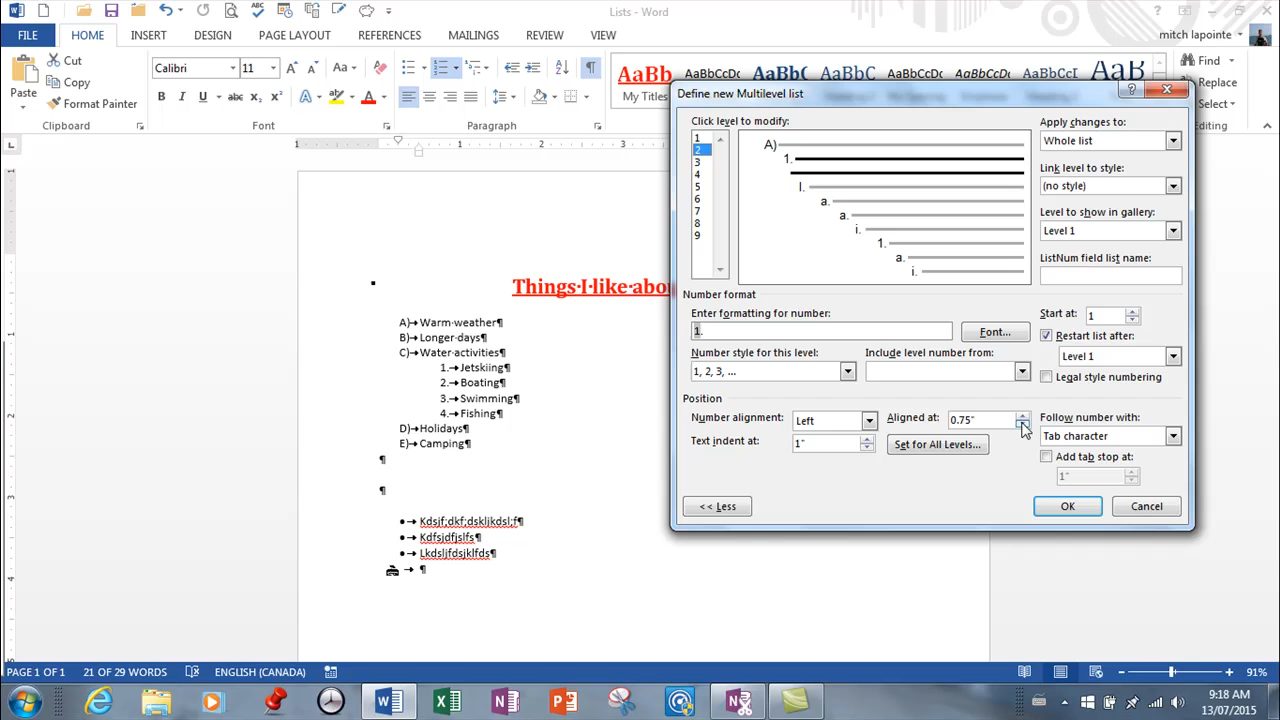 Lists - Word
FILE HOME INSERT DESIGN PAGE LAYOUT REFERENCES MAILINGS REVIEW VIEW mitch lapointe
Paste
Cut
Copy
Format Painter
Clipboard
Calibri 11
Font
Paragraph
AaBb AaBbCcDc AaBbCc AaBbC AaBbCcDc AaBbCcDd AaBbCcI AaBb
My Titles
Find
Replace
Select
Editing
Define new Multilevel list
Click level to modify:
1
2
3
4
5
6
7
8
9
A)
1.
I.
a.
a.
i.
1.
a.
i.
Apply changes to:
Whole list
Link level to style:
(no style)
Level to show in gallery:
Level 1
ListNum field list name:
Number format
Enter formatting for number:
1.
Font...
Number style for this level:
1, 2, 3, ...
Include level number from:
Start at: 1
Restart list after:
Level 1
Legal style numbering
Position
Number alignment: Left
Aligned at: 0.75"
Text indent at: 1"
Set for All Levels...
Follow number with:
Tab character
Add tab stop at:
1"
<< Less
OK
Cancel
Things·I·like·abou
A)→Warm·weather¶
B)→Longer·days¶
C)→Water·activities¶
1.→Jetskiing¶
2.→Boating¶
3.→Swimming¶
4.→Fishing¶
D)→Holidays¶
E)→Camping¶
¶
¶
•→Kdsjf;dkf;dskljkdsl;f¶
•→Kdfsjdfjslfs¶
•→Lkdsljfdsjklfds¶
→ ¶
PAGE 1 OF 1 21 OF 29 WORDS ENGLISH (CANADA) 91%
9:18 AM
13/07/2015